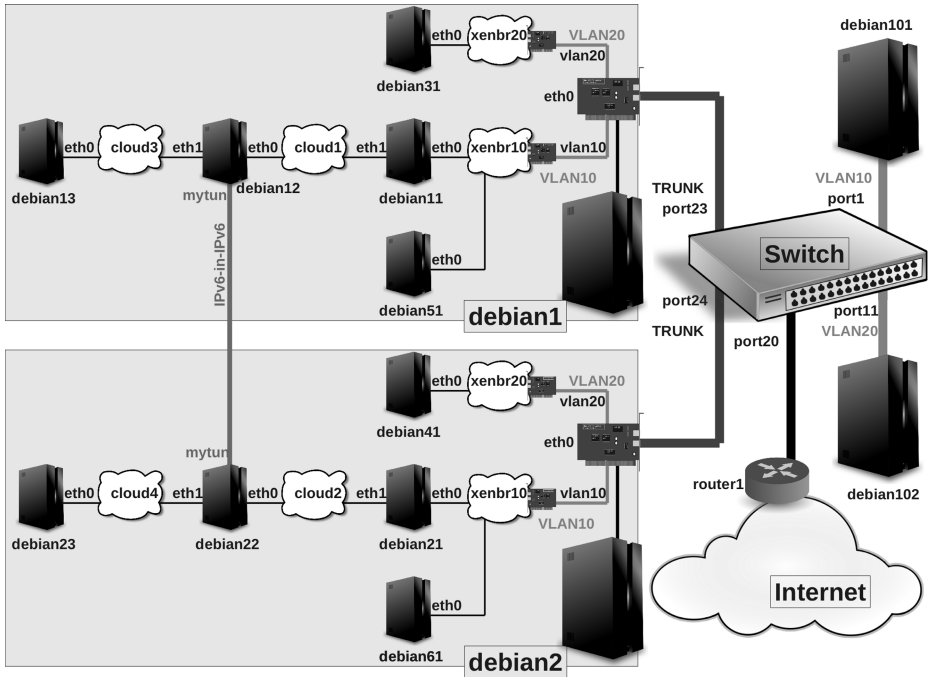 debian101
eth0
xenbr20
VLAN20
vlan20
debian31
eth0
eth0
cloud3
eth1
eth0
cloud1
eth1
eth0
xenbr10
vlan10
VLAN10
VLAN10
port1
debian13
mytun
debian12
debian11
TRUNK
port23
IPv6-in-IPv6
eth0
Switch
debian51
debian1
port24
TRUNK
port20
port11
VLAN20
eth0
xenbr20
VLAN20
vlan20
debian41
eth0
mytun
eth0
cloud4
eth1
eth0
cloud2
eth1
eth0
xenbr10
vlan10
VLAN10
router1
debian102
debian23
debian22
debian21
eth0
Internet
debian61
debian2